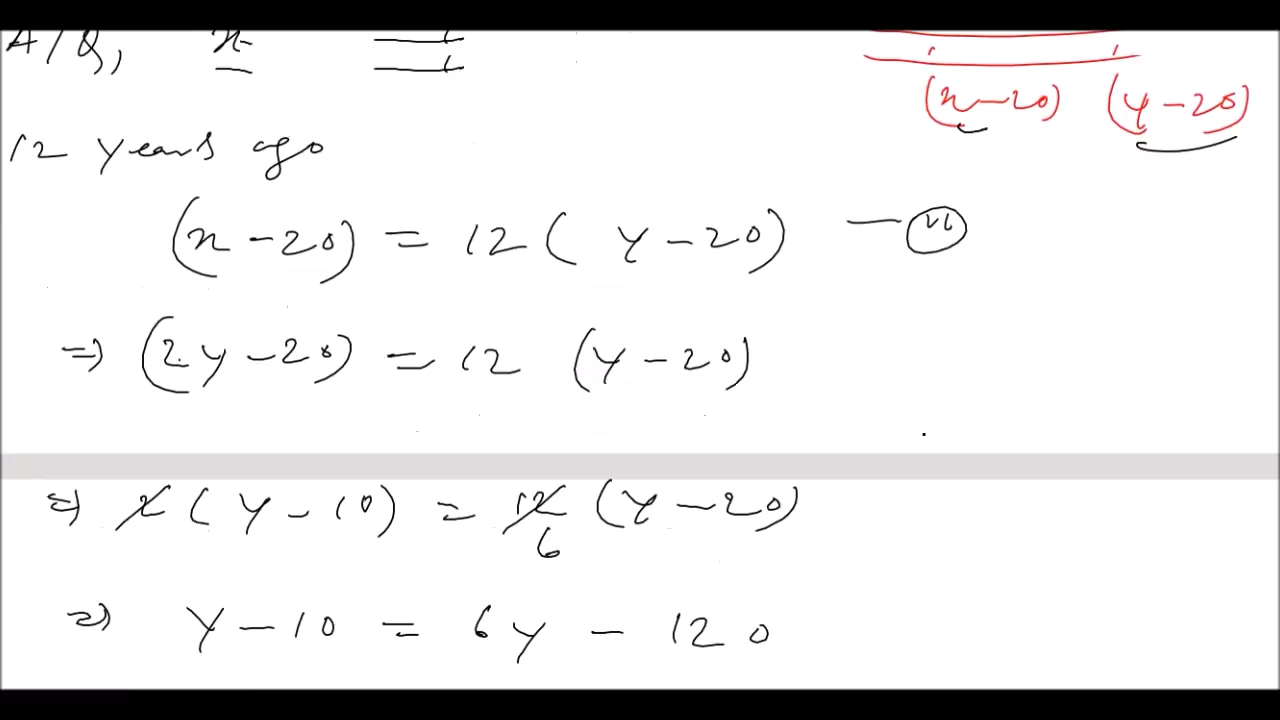 A/Q, x
(x-20) (y-20)
12 years ago
(x-20) = 12 ( y-20) —
⇒ (2y-20) = 12 (y-20)
⇒ 2 ( y-10) = 12 (y-20)
6
⇒ y-10 = 6y - 120